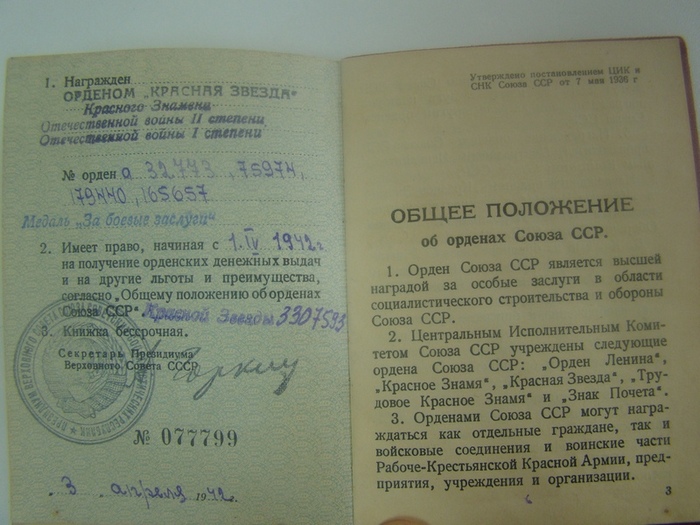 1. Награжден
ОРДЕНОМ „КРАСНАЯ ЗВЕЗДА“
Красного Знамени
Отечественной войны II степени
Отечественной войны I степени
№ орден а 32773, 75974,
179440, 165657
Медаль „За боевые заслуги“
2. Имеет право, начиная с 1.IV 1942 г
на получение орденских денежных выдач
и на другие льготы и преимущества,
согласно „Общему положению об орденах
Союза ССР“ Красной Звезды 3307595
3. Книжка бессрочная.
Секретарь Президиума
Верховного Совета СССР
Горкин
№ 077799
„3„ апреля 1942 г.
Утверждено постановлением ЦИК и
СНК Союза ССР от 7 мая 1936 г
ОБЩЕЕ ПОЛОЖЕНИЕ
об орденах Союза ССР.
1. Орден Союза ССР является высшей
наградой за особые заслуги в области
социалистического строительства и обороны
Союза ССР.
2. Центральным Исполнительным Коми-
тетом Союза ССР учреждены следующие
ордена Союза ССР: „Орден Ленина“,
„Красное Знамя“, „Красная Звезда“, „Тру-
довое Красное Знамя“ и „Знак Почета“.
3. Орденами Союза ССР могут награ-
ждаться как отдельные граждане, так и
войсковые соединения и воинские части
Рабоче-Крестьянской Красной Армии, пред-
приятия, учреждения и организации.
3